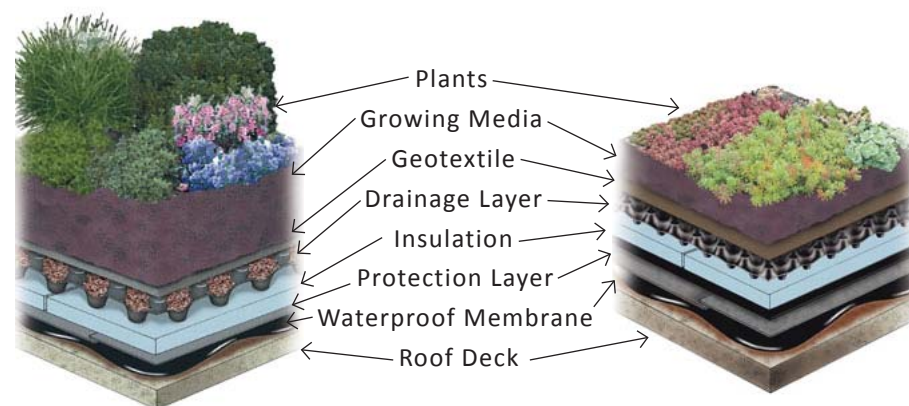 Plants
Growing Media
Geotextile
Drainage Layer
Insulation
Protection Layer
Waterproof Membrane
Roof Deck